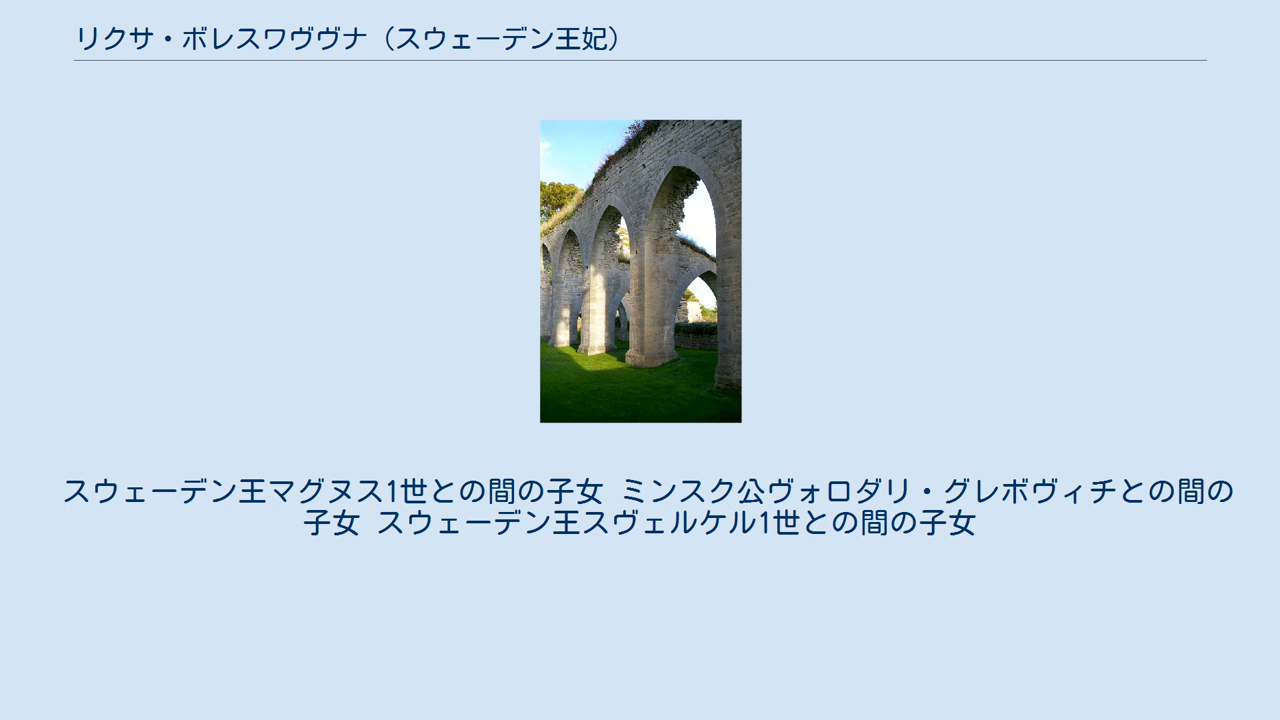 リクサ・ボレスワヴヴナ（スウェーデン王妃）
スウェーデン王マグヌス1世との間の子女 ミンスク公ヴォロダリ・グレボヴィチとの間の
子女 スウェーデン王スヴェルケル1世との間の子女